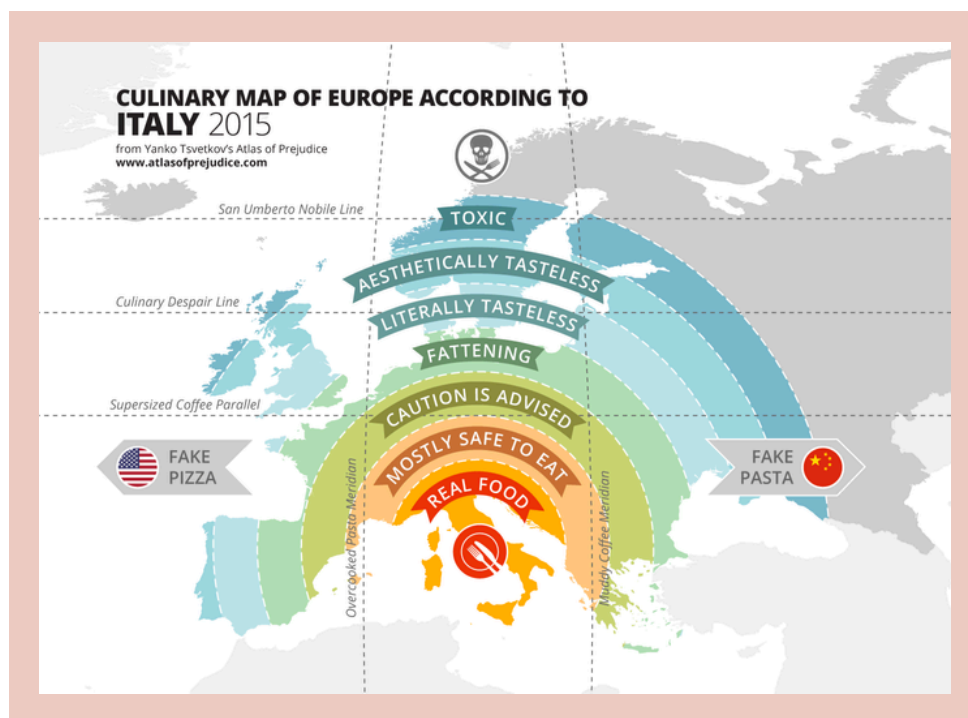 CULINARY MAP OF EUROPE ACCORDING TO
ITALY 2015
from Yanko Tsvetkov's Atlas of Prejudice
www.atlasofprejudice.com
San Umberto Nobile Line
TOXIC
AESTHETICALLY TASTELESS
Culinary Despair Line
LITERALLY TASTELESS
FATTENING
CAUTION IS ADVISED
Supersized Coffee Parallel
MOSTLY SAFE TO EAT
FAKE
PIZZA
FAKE
PASTA
REAL FOOD
Overcooked Pasta Meridian
Muddy Coffee Meridian